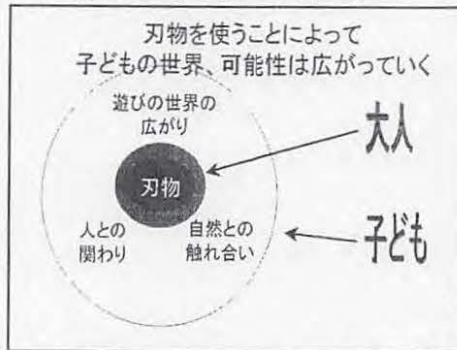 刃物を使うことによって
子どもの世界、可能性は広がっていく
遊びの世界の
広がり
大人
刃物
人との
関わり
自然との
触れ合い
子ども